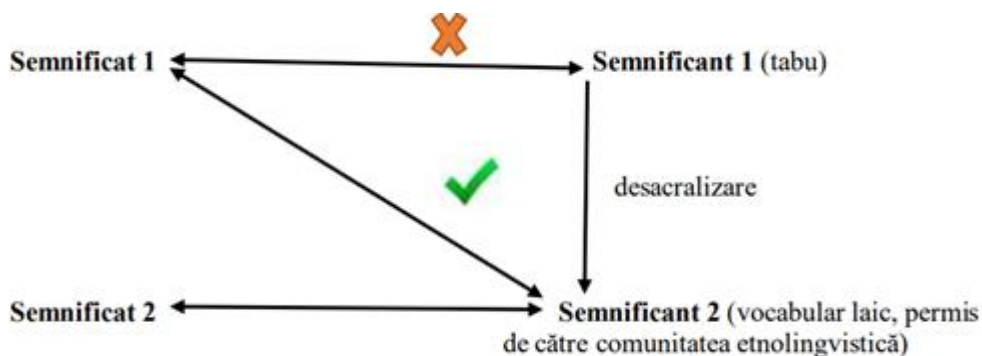 Semnificat 1
Semnificant 1 (tabu)
desacralizare
Semnificat 2
Semnificant 2 (vocabular laic, permis
de către comunitatea etnolingvistică)